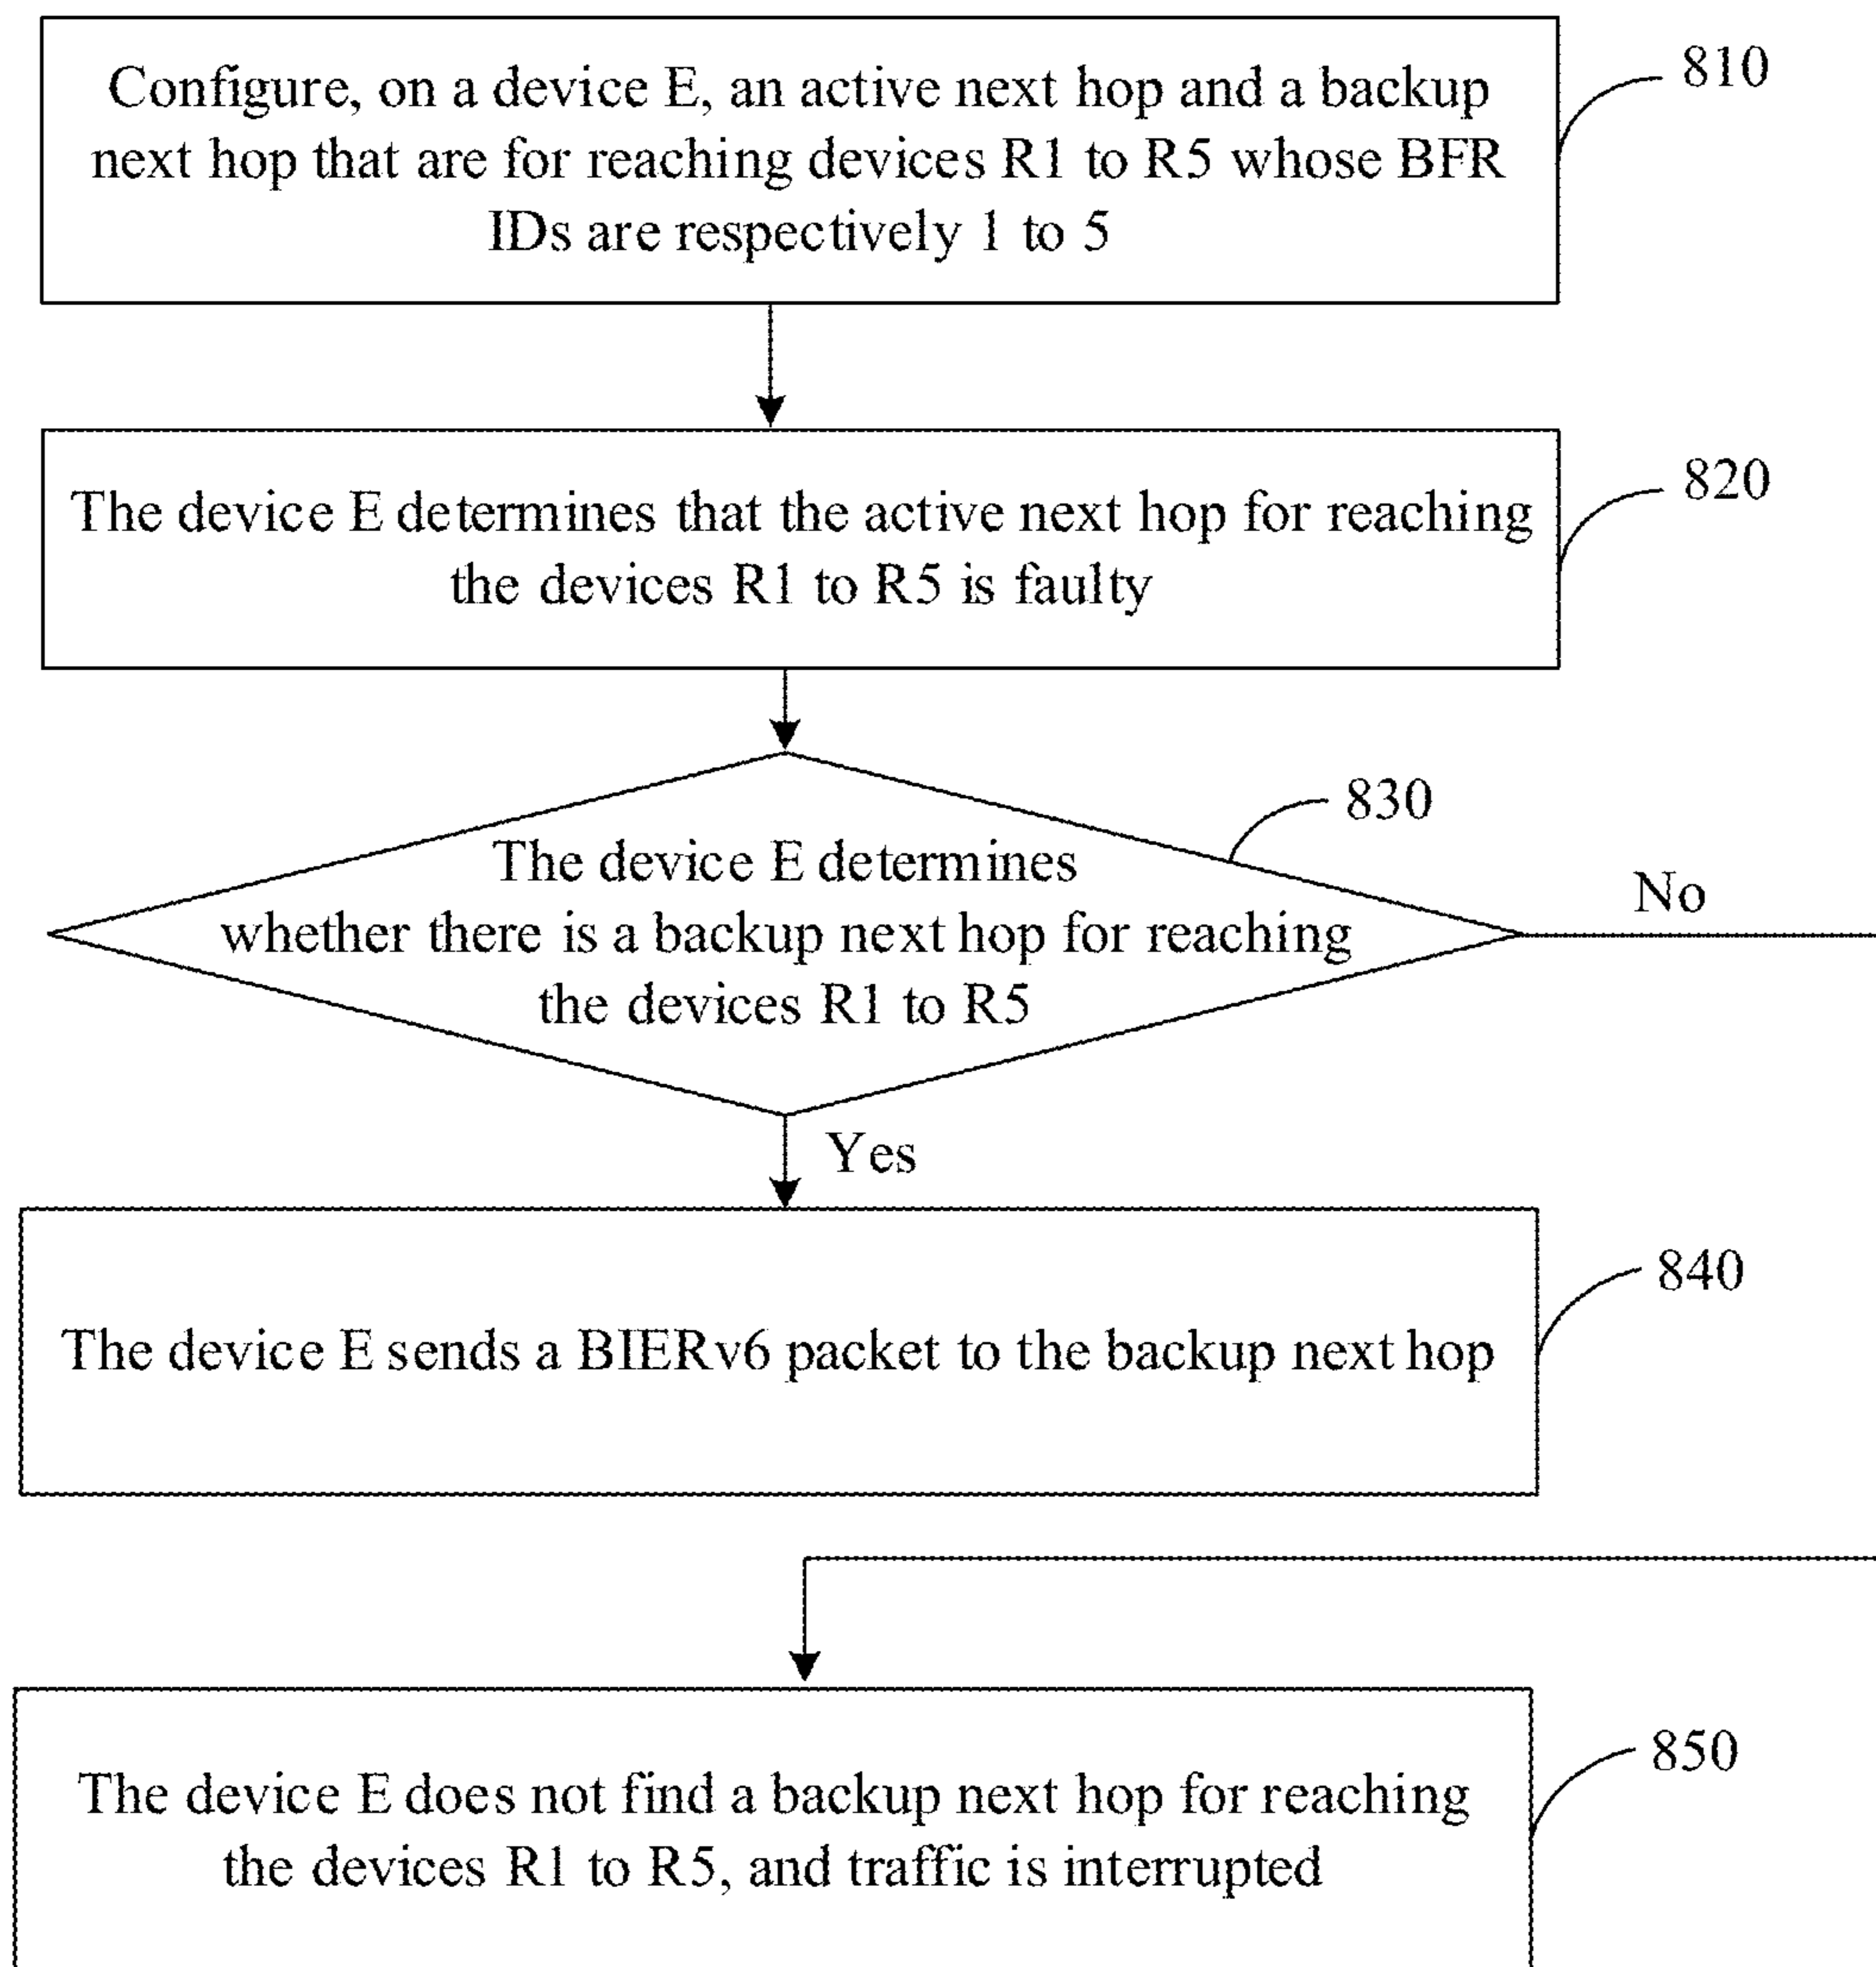 Configure, on a device E, an active next hop and a backup
next hop that are for reaching devices R1 to R5 whose BFR
IDs are respectively 1 to 5
810
The device E determines that the active next hop for reaching
the devices R1 to R5 is faulty
820
830
The device E determines
whether there is a backup next hop for reaching
the devices R1 to R5
No
Yes
The device E sends a BIERv6 packet to the backup next hop
840
The device E does not find a backup next hop for reaching
the devices R1 to R5, and traffic is interrupted
850